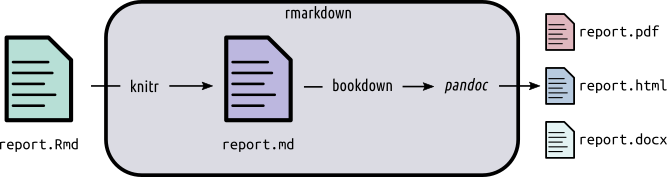 rmarkdown
knitr
bookdown
pandoc
report.Rmd
report.md
report.pdf
report.html
report.docx